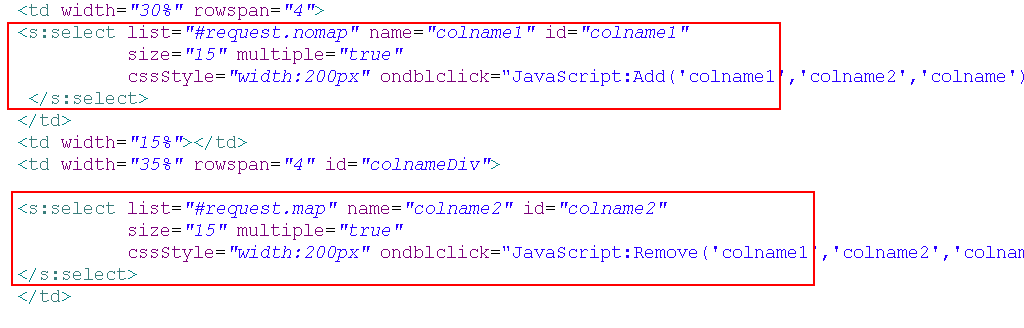 <td width="30%" rowspan="4">
<s:select list="#request.nomap" name="colname1" id="colname1"
size="15" multiple="true"
cssStyle="width:200px" ondblclick="JavaScript:Add('colname1','colname2','colname')
</s:select>
</td>
<td width="15%"></td>
<td width="35%" rowspan="4" id="colnameDiv">
<s:select list="#request.map" name="colname2" id="colname2"
size="15" multiple="true"
cssStyle="width:200px" ondblclick="JavaScript:Remove('colname1','colname2','colnam
</s:select>
</td>